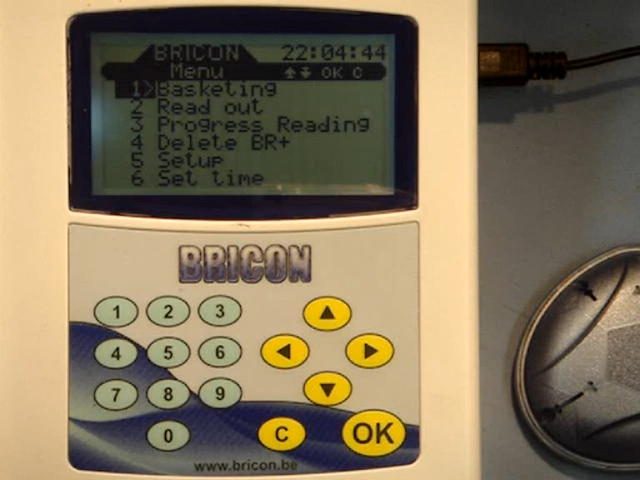 BRICON 22:04:44
Menu OK C
1>Basketing
2 Read out
3 Progress Reading
4 Delete BR+
5 Setup
6 Set time
BRICON
1 2 3
4 5 6
7 8 9
0 C OK
www.bricon.be